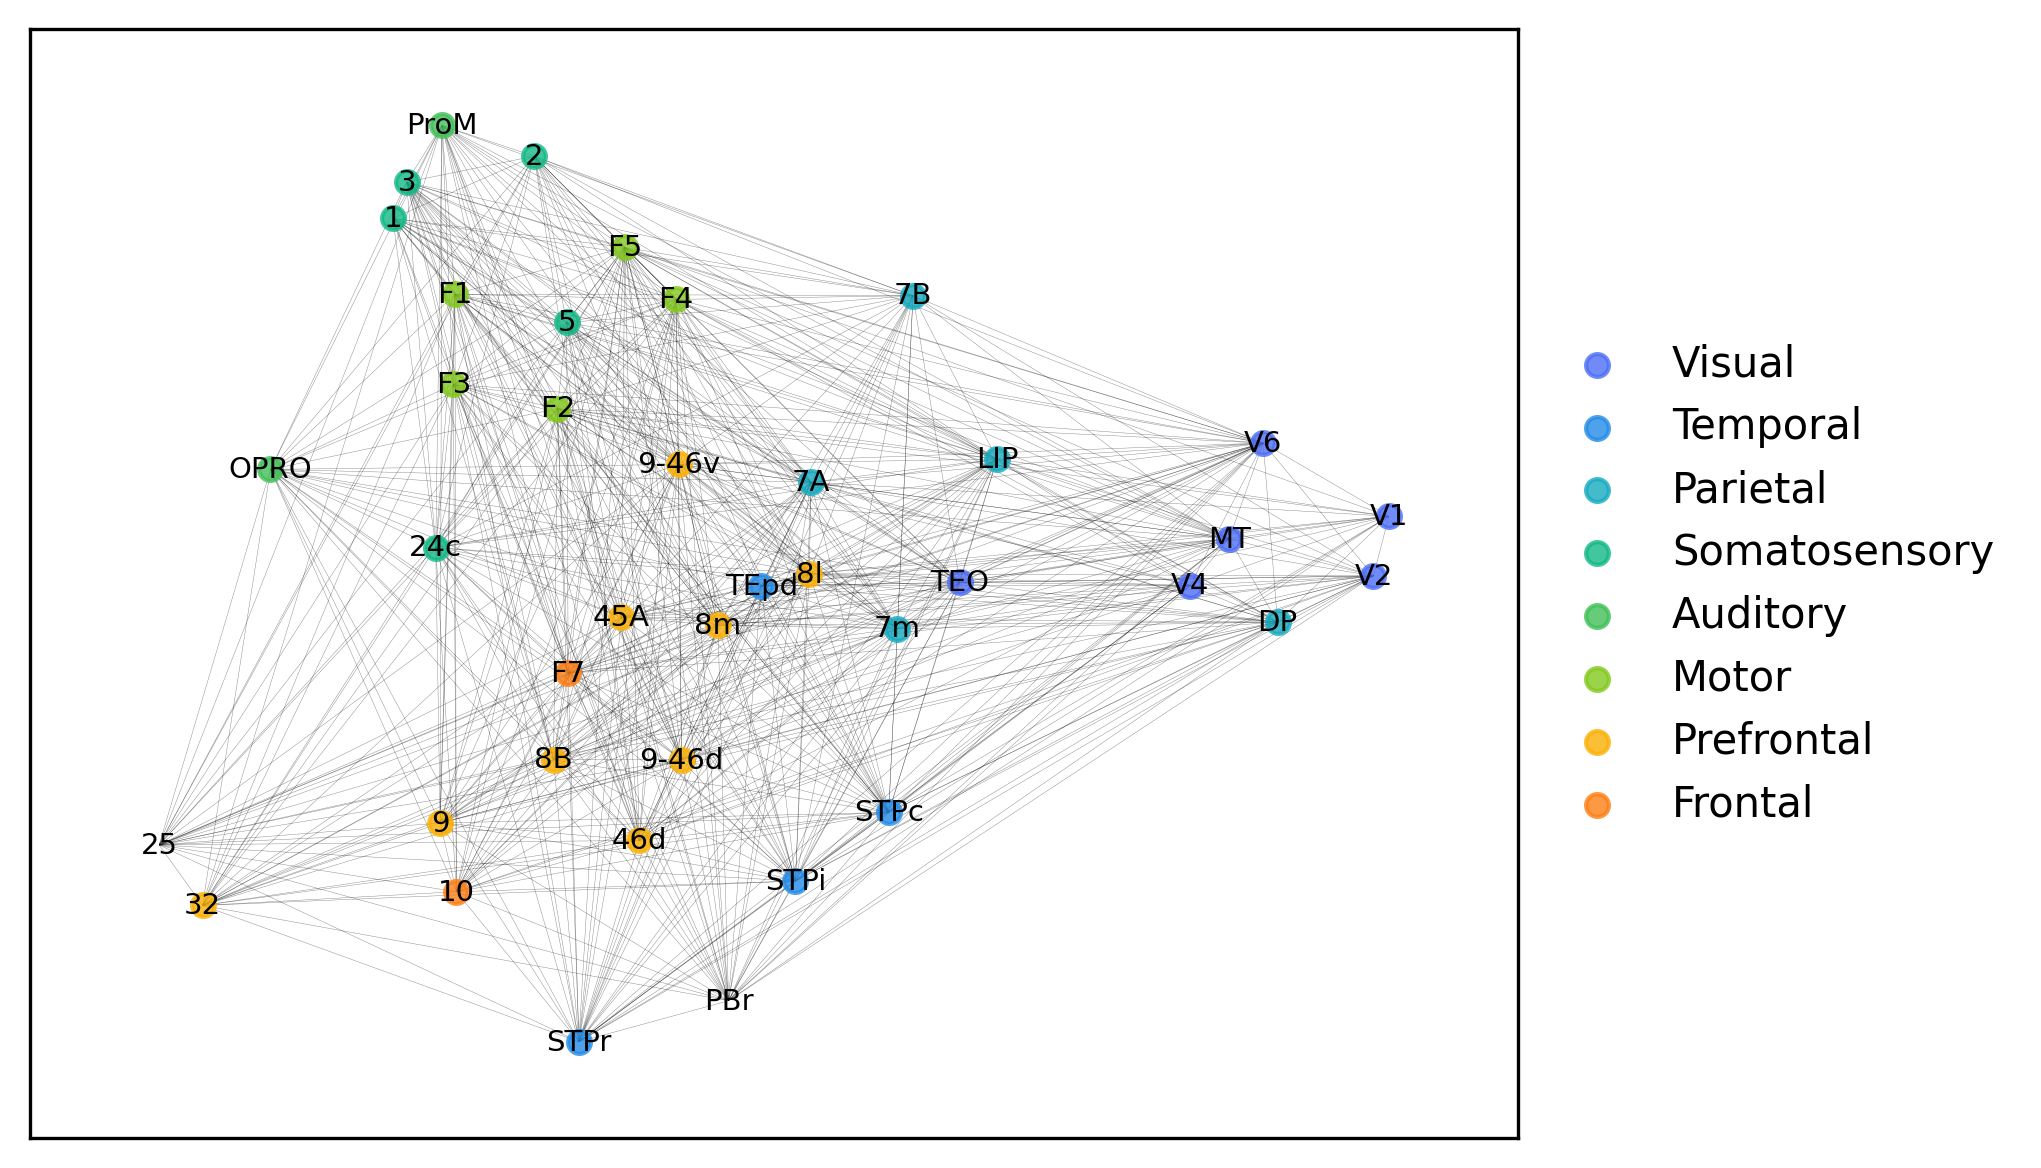 ProM
2
3
1
F5
F1
F4
7B
5
F3
F2
V6
LIP
9-46v
OPRO
7A
V1
MT
24c
8l
V2
TEO
TEpd
V4
45A
DP
8m
7m
F7
8B
9-46d
STPc
9
46d
25
STPi
10
32
PBr
STPr
Visual
Temporal
Parietal
Somatosensory
Auditory
Motor
Prefrontal
Frontal